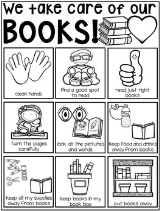 we take care of our
BOOKS!
clean hands
find a good spot
to read
read just right
books
turn the pages
carefully
look at the pictures
and words
keep food and drinks
away from books
keep all my supplies
away from books
keep books in my
book box
put books away